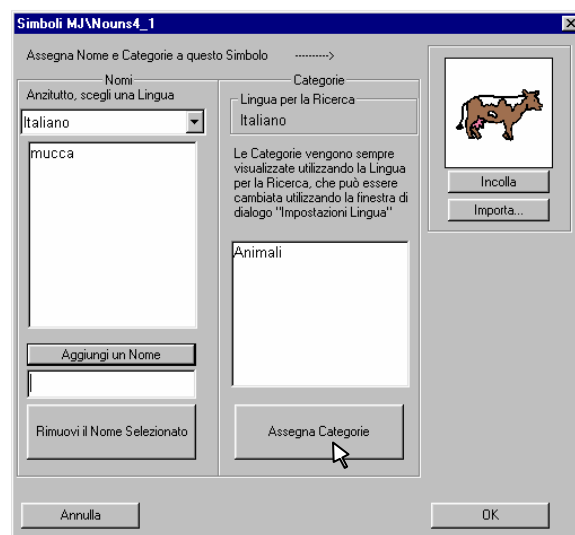 Simboli MJ\Nouns4_1
Assegna Nome e Categorie a questo Simbolo ---------->
Nomi
Anzitutto, scegli una Lingua
Italiano
mucca
Aggiungi un Nome
Rimuovi il Nome Selezionato
Categorie
Lingua per la Ricerca
Italiano
Le Categorie vengono sempre
visualizzate utilizzando la Lingua
per la Ricerca, che può essere
cambiata utilizzando la finestra di
dialogo "Impostazioni Lingua"
Animali
Assegna Categorie
Incolla
Importa...
Annulla
OK